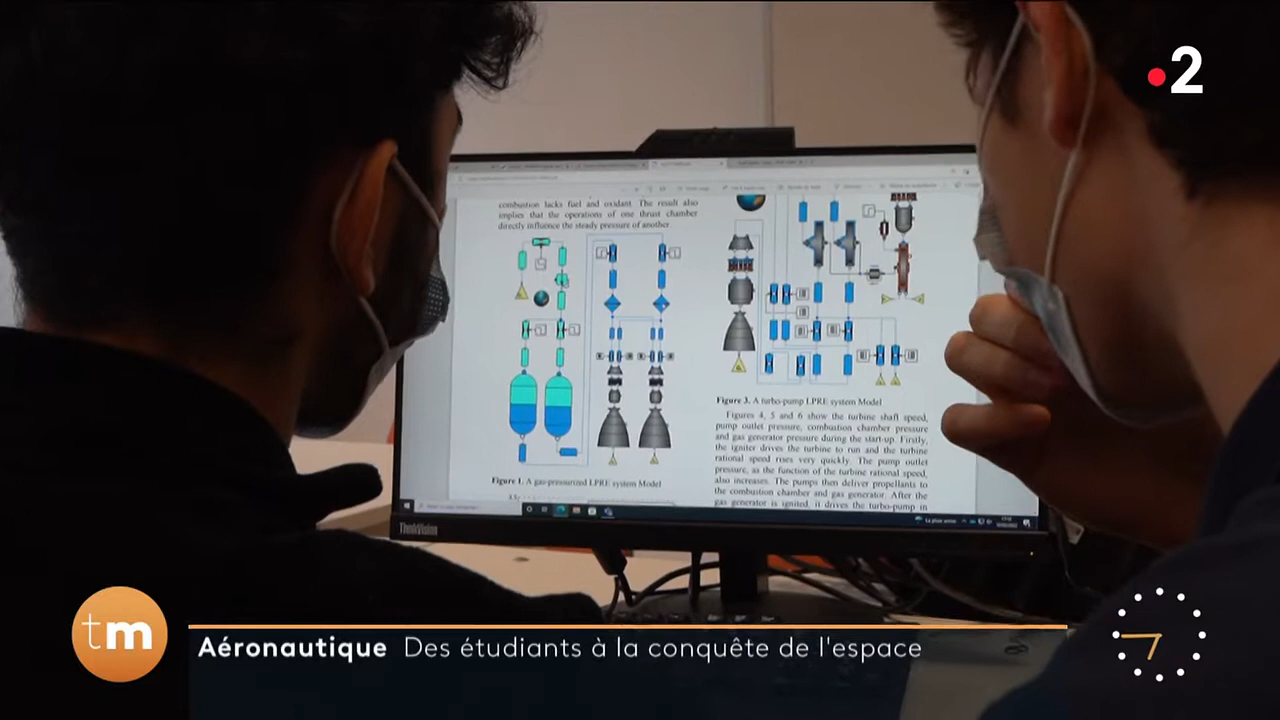 2
combustion lacks fuel and oxidant. The result also
implies that the operations of one thrust chamber
directly influence the steady pressure of another
Figure 1. A gas-pressurized LPRE system Model
Figure 3. A turbo-pump LPRE system Model
Figures 4, 5 and 6 show the turbine shaft speed,
pump outlet pressure, combustion chamber pressure
and gas generator pressure during the start-up. Firstly,
the igniter drives the turbine to run and the turbine
rational speed rises very quickly. The pump outlet
pressure, as the function of the turbine rational speed,
also increases. The pumps then deliver propellants to
the combustion chamber and gas generator. After the
gas generator is ignited, it drives the turbo-pump in
ThinkVision
tm
Aéronautique Des étudiants à la conquête de l'espace